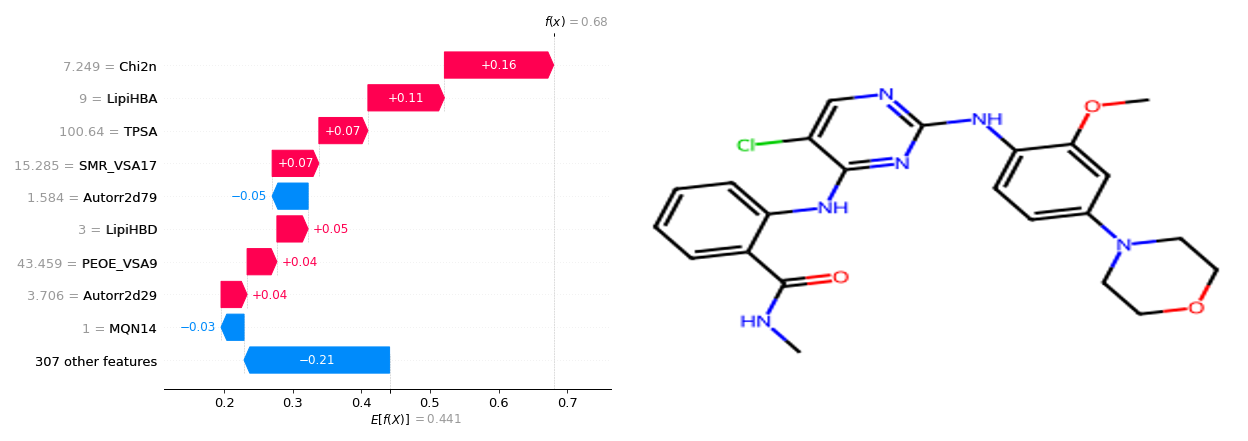 f(x) = 0.68
7.249 = Chi2n
+0.16
9 = LipiHBA
+0.11
100.64 = TPSA
+0.07
15.285 = SMR_VSA17
+0.07
1.584 = Autorr2d79
−0.05
3 = LipiHBD
+0.05
43.459 = PEOE_VSA9
+0.04
3.706 = Autorr2d29
+0.04
1 = MQN14
−0.03
307 other features
−0.21
0.2 0.3 0.4 0.5 0.6 0.7
E[f(X)] = 0.441
N
O
NH
Cl
N
NH
N
O
O
HN